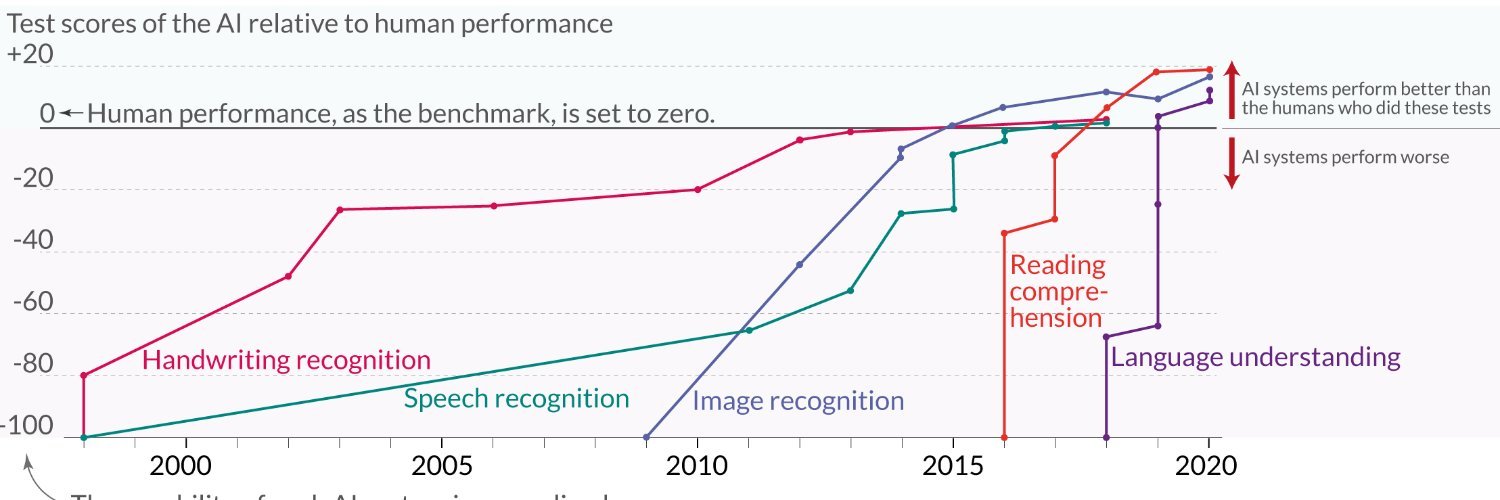 Test scores of the AI relative to human performance
+20
AI systems perform better than
the humans who did these tests
0 ← Human performance, as the benchmark, is set to zero.
AI systems perform worse
-20
-40
Reading
compre-
hension
-60
Handwriting recognition
Language understanding
-80
Speech recognition
Image recognition
-100
2000 2005 2010 2015 2020